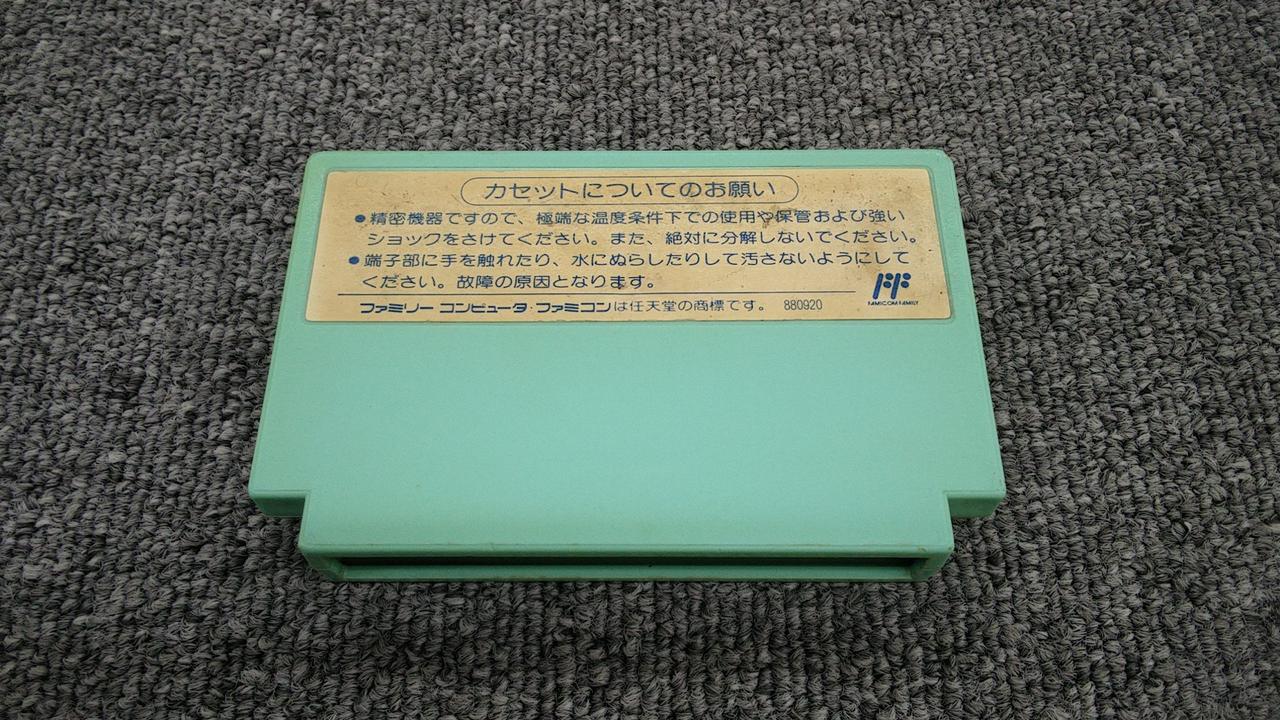 カセットについてのお願い
●精密機器ですので、極端な温度条件下での使用や保管および強い
ショックをさけてください。また、絶対に分解しないでください。
●端子部に手を触れたり、水にぬらしたりして汚さないようにして
ください。故障の原因となります。
FAMICOM FAMILY
ファミリー コンピュータ・ファミコンは任天堂の商標です。 880920